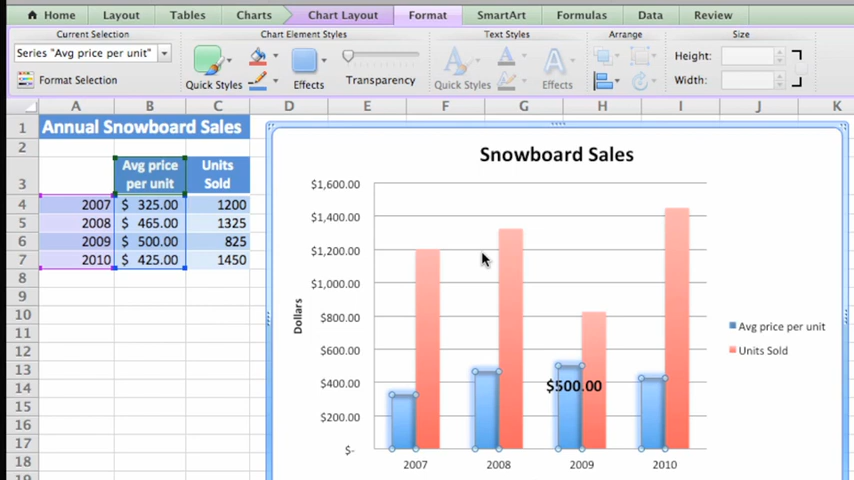 Home Layout Tables Charts Chart Layout Format SmartArt Formulas Data Review
Current Selection Chart Element Styles Text Styles Arrange Size
Series "Avg price per unit"
Format Selection
Quick Styles Effects Transparency Quick Styles Effects
Height:
Width:
A B C D E F G H I J K
1 Annual Snowboard Sales
2
3 Avg price per unit Units Sold
4 2007 $ 325.00 1200
5 2008 $ 465.00 1325
6 2009 $ 500.00 825
7 2010 $ 425.00 1450
8
9
10
11
12
13
14
15
16
17
18
Snowboard Sales
Dollars
$1,600.00
$1,400.00
$1,200.00
$1,000.00
$800.00
$600.00
$400.00
$200.00
$-
$500.00
2007 2008 2009 2010
Avg price per unit
Units Sold